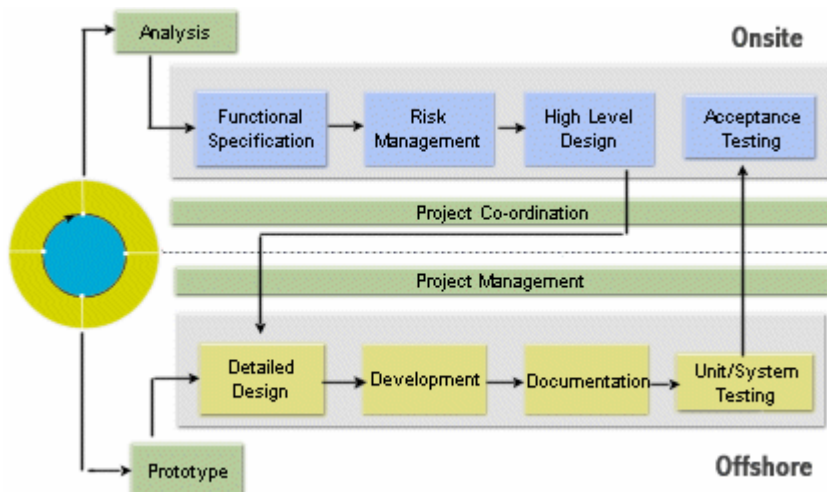 Analysis
Onsite
Functional
Specification
Risk
Management
High Level
Design
Acceptance
Testing
Project Co-ordination
Project Management
Detailed
Design
Development
Documentation
Unit/System
Testing
Prototype
Offshore